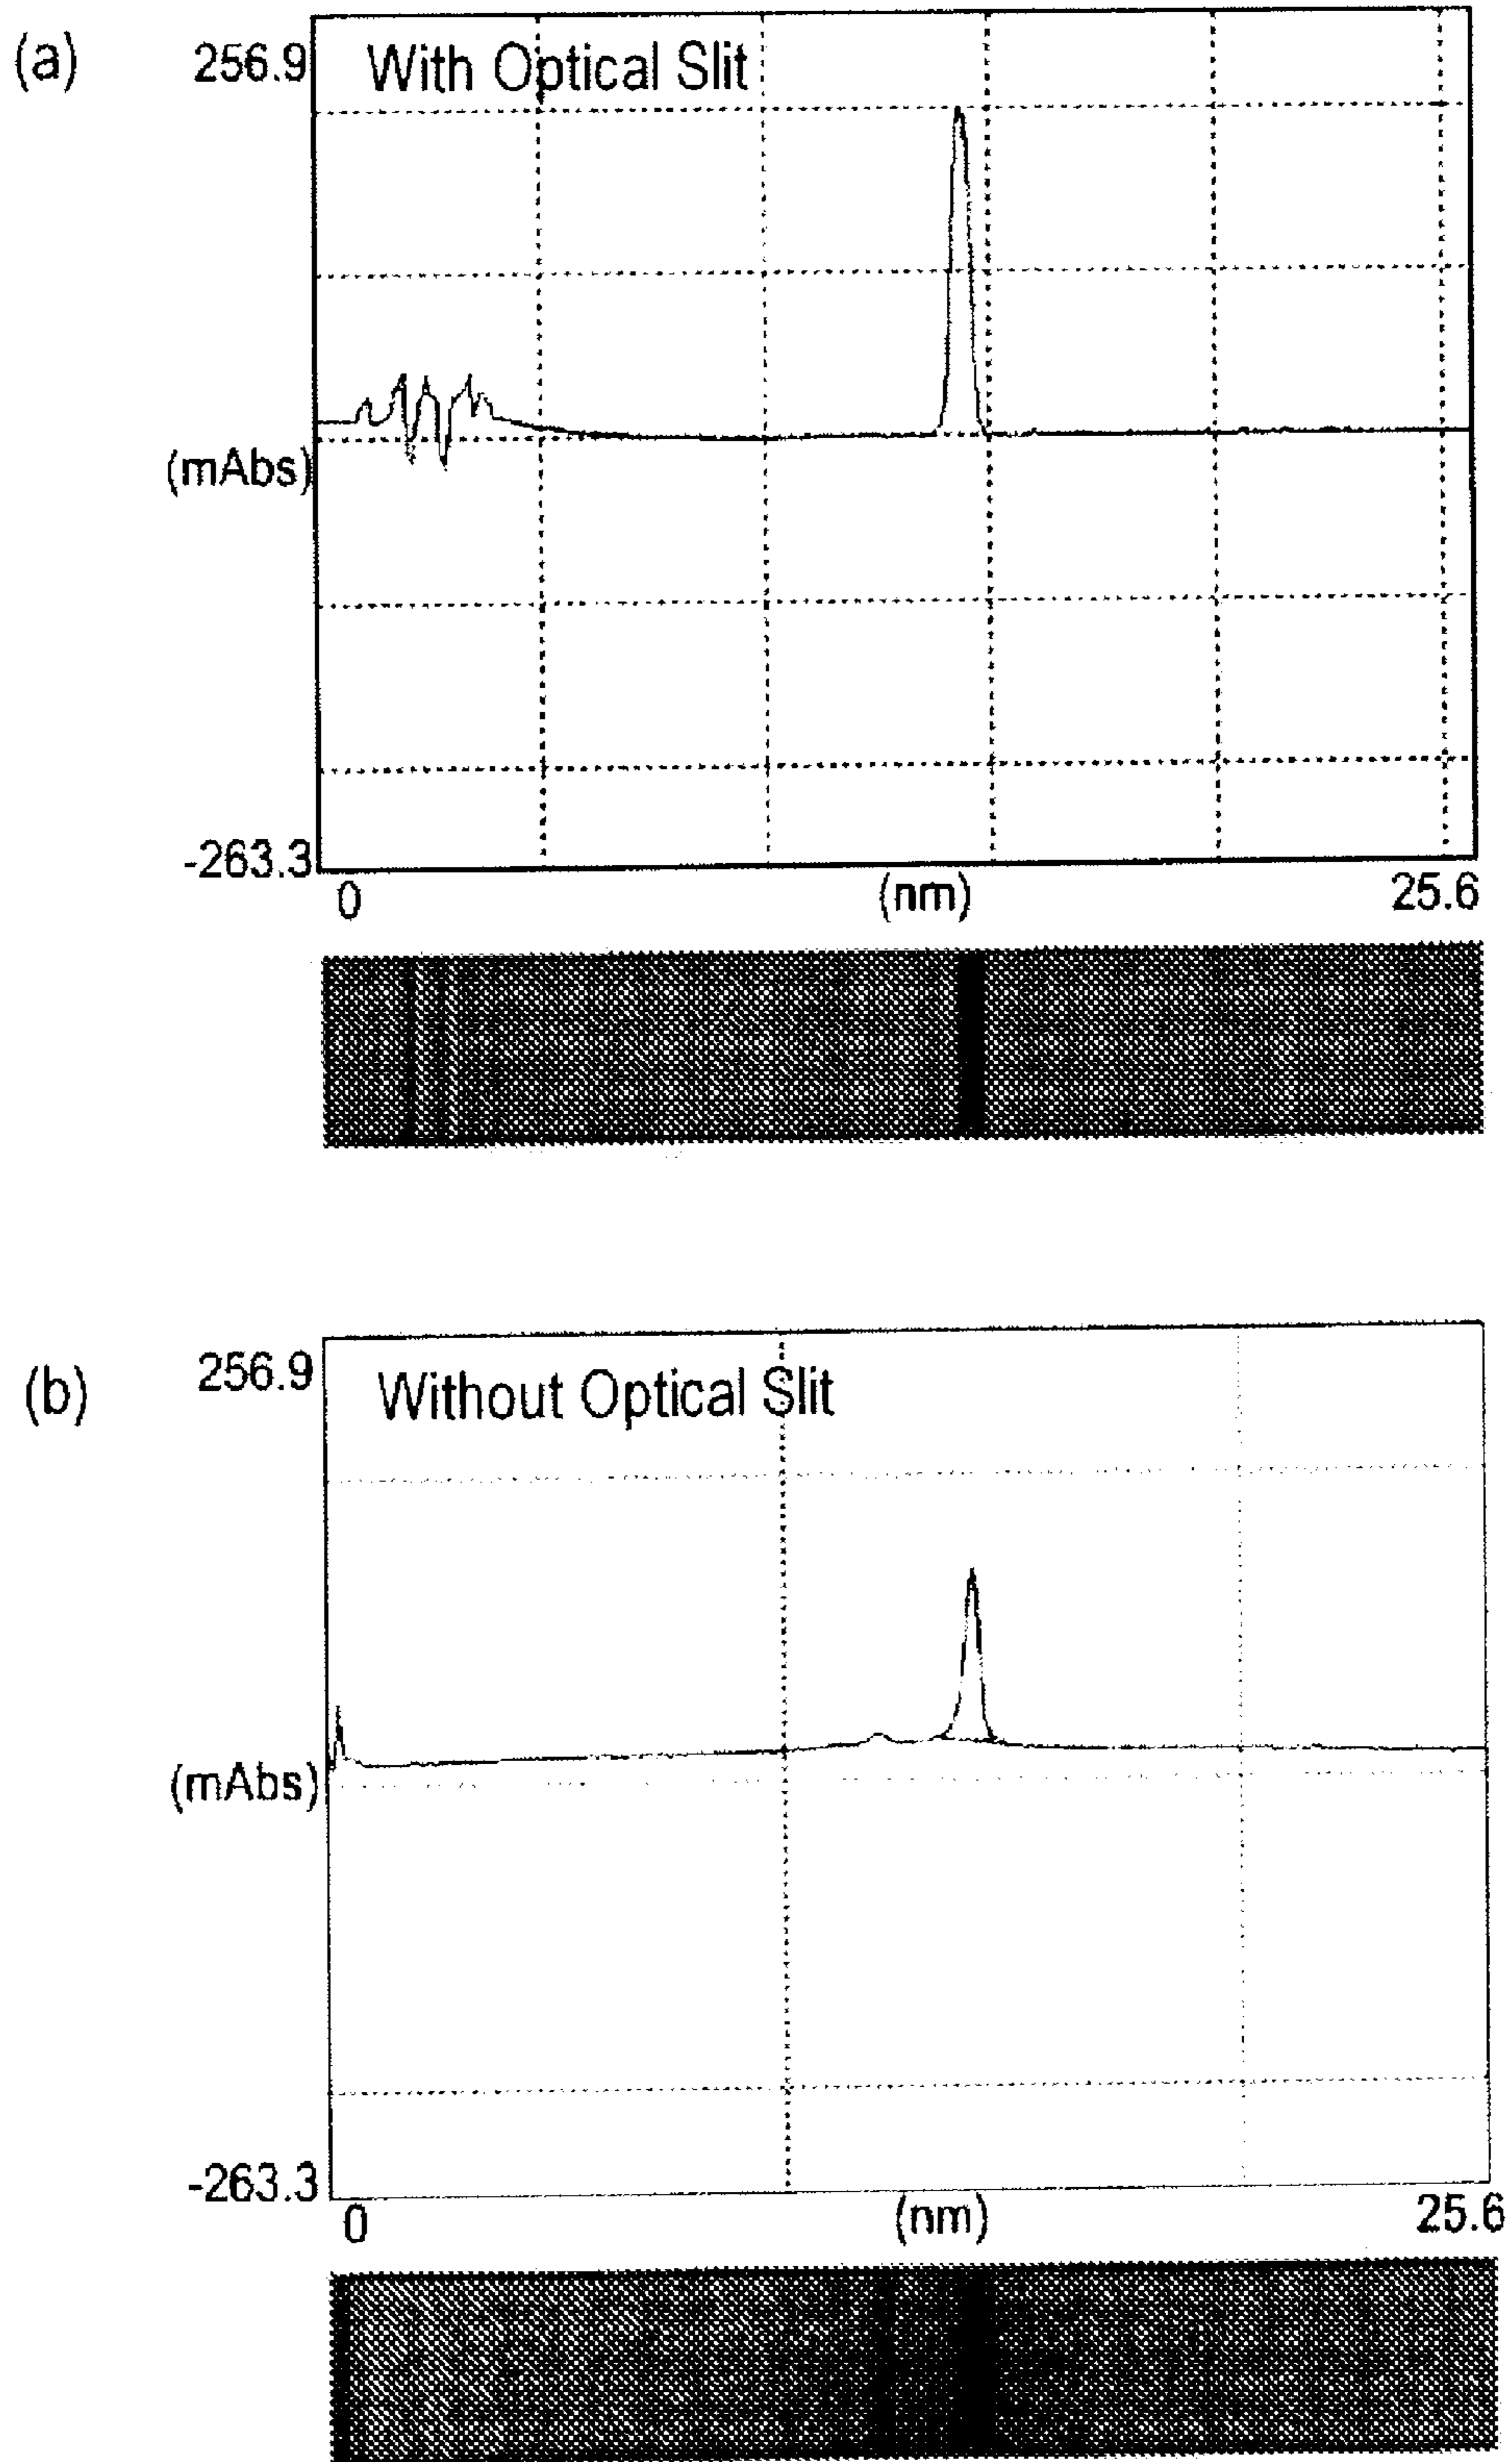 (a)
256.9
With Optical Slit
(mAbs)
-263.3
0
(nm)
25.6
(b)
256.9
Without Optical Slit
(mAbs)
-263.3
0
(nm)
25.6